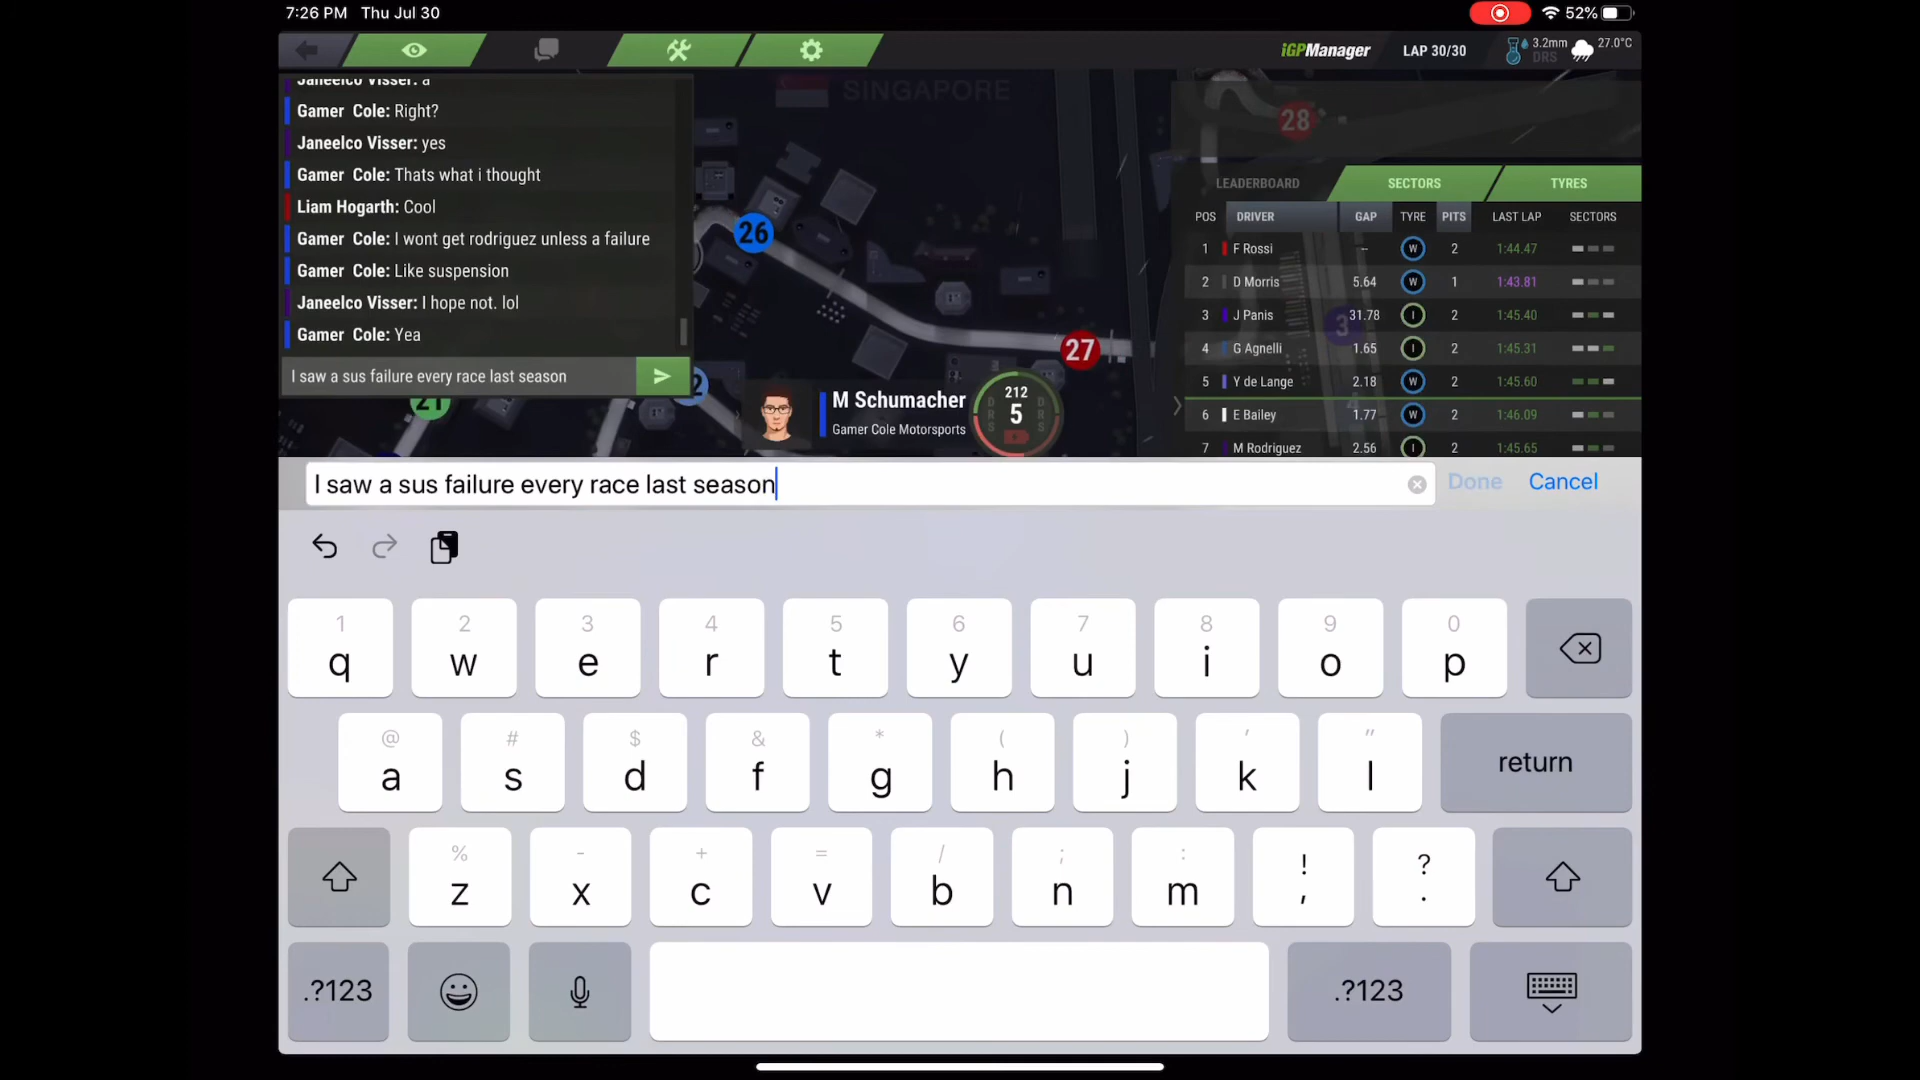 7:26 PM Thu Jul 30
52%
iGPManager
LAP 30/30
3.2mm
DRS
27.0°C
Janeelco Visser: a
Gamer Cole: Right?
Janeelco Visser: yes
Gamer Cole: Thats what i thought
Liam Hogarth: Cool
Gamer Cole: I wont get rodriguez unless a failure
Gamer Cole: Like suspension
Janeelco Visser: I hope not. lol
Gamer Cole: Yea
I saw a sus failure every race last season
SINGAPORE
28
26
27
21
3
M Schumacher
Gamer Cole Motorsports
212
5
DRS
DRS
LEADERBOARD SECTORS TYRES
POS DRIVER GAP TYRE PITS LAST LAP SECTORS
1 F Rossi -- W 2 1:44.47
2 D Morris 5.64 W 1 1:43.81
3 J Panis 31.78 I 2 1:45.40
4 G Agnelli 1.65 I 2 1:45.31
5 Y de Lange 2.18 W 2 1:45.60
6 E Bailey 1.77 W 2 1:46.09
7 M Rodriguez 2.56 I 2 1:45.65
I saw a sus failure every race last season
Done Cancel
1 2 3 4 5 6 7 8 9 0
q w e r t y u i o p
@ # $ & * ( ) ' "
a s d f g h j k l return
% - + = / ; : ! ?
z x c v b n m , .
.?123 .?123